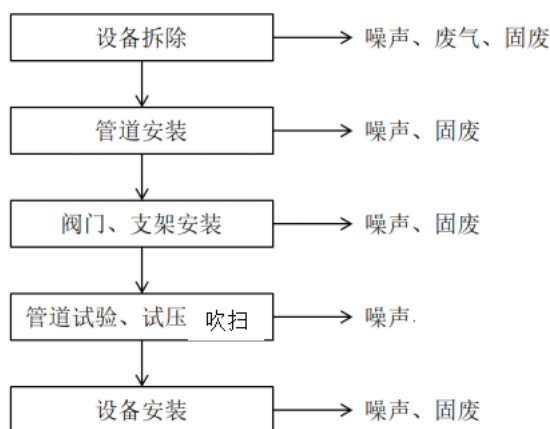 设备拆除 噪声、废气、固废
管道安装 噪声、固废
阀门、支架安装 噪声、固废
管道试验、试压 吹扫 噪声.
设备安装 噪声、固废